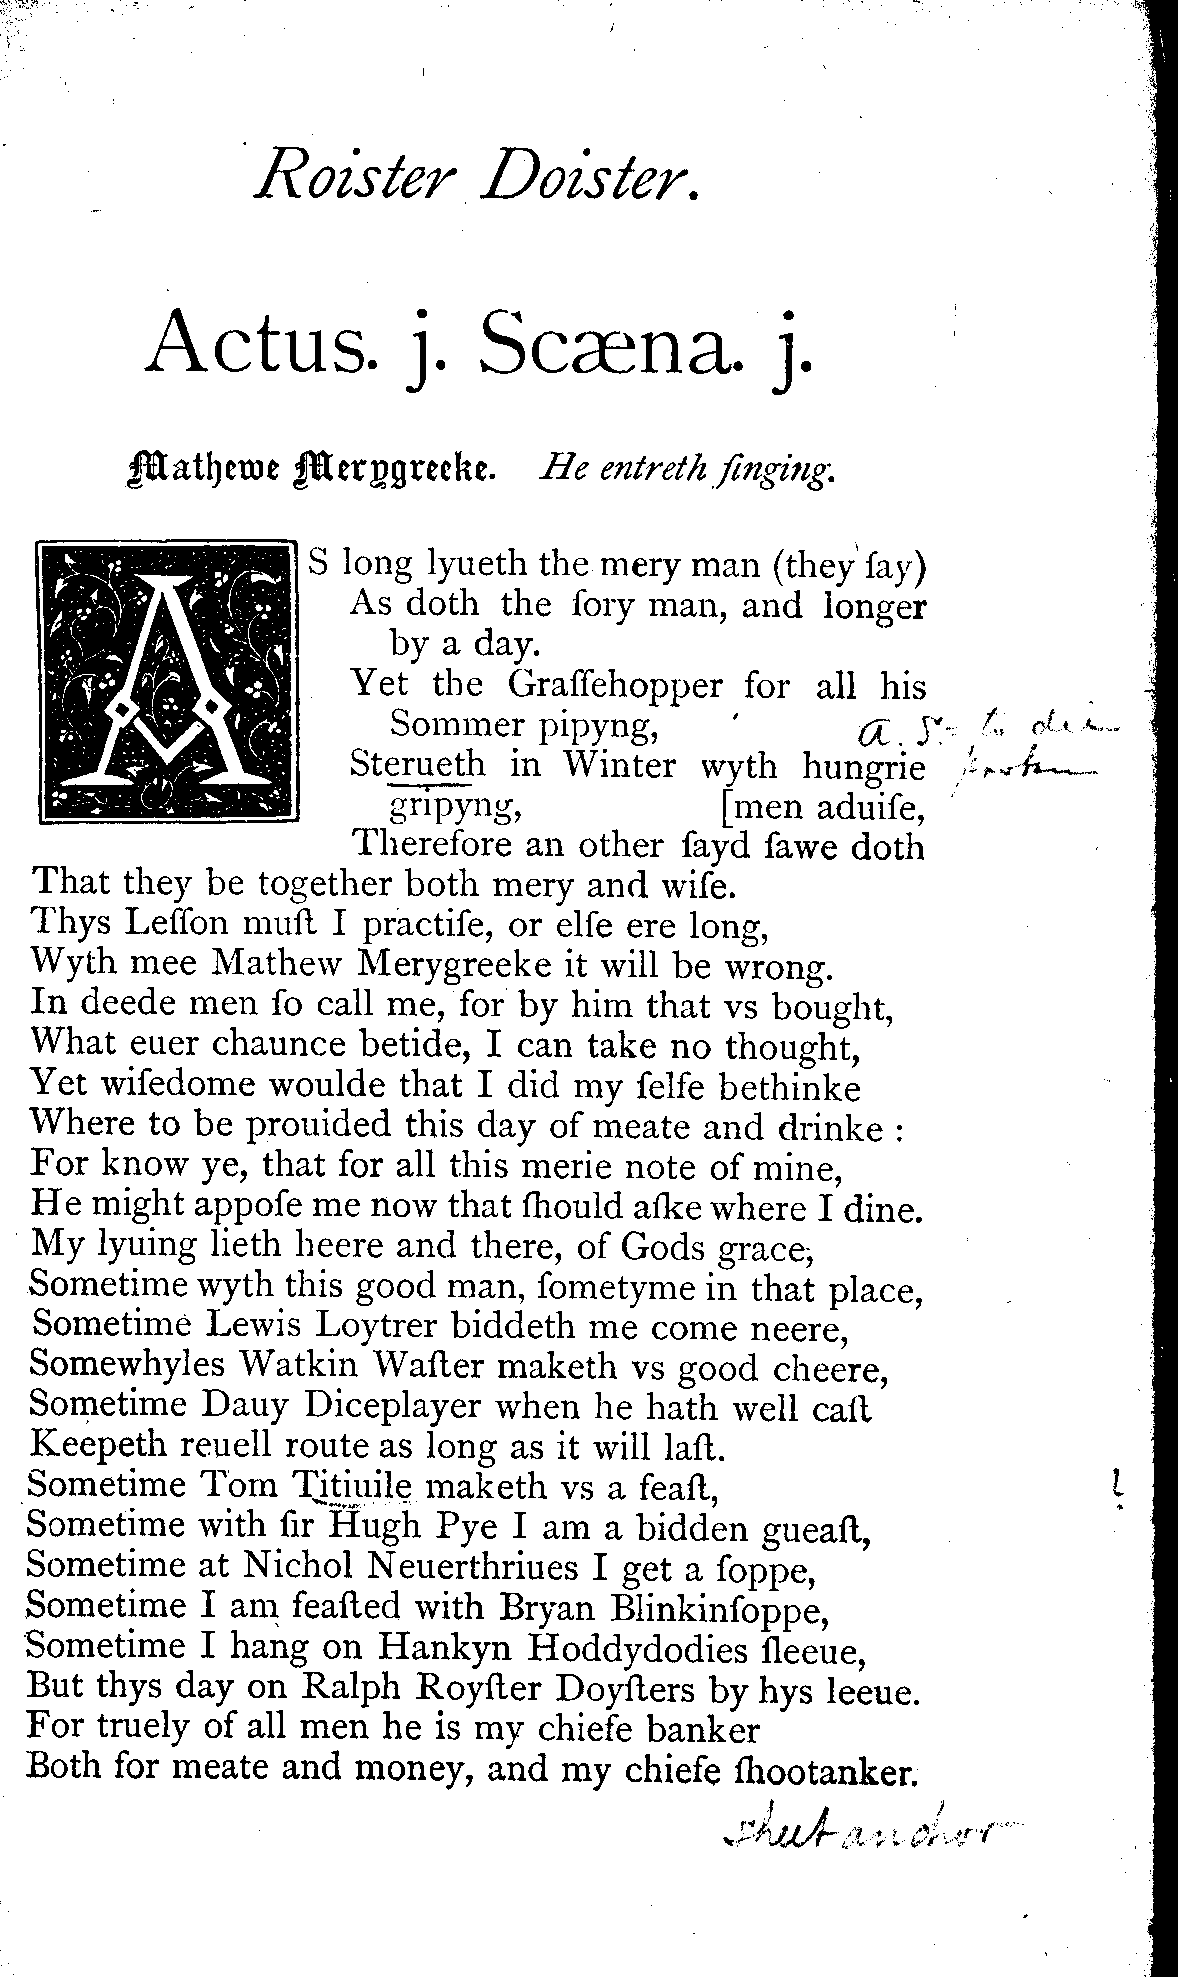 Roister Doister.
Actus. j. Scæna. j.
Mathewe Merygreeke. He entreth ſinging.
AS long lyueth the mery man (they ſay)
As doth the ſory man, and longer
by a day.
Yet the Graſſehopper for all his
Sommer pipyng,
a. S. = to die
Sterueth in Winter wyth hungrie
gripyng, [men aduiſe,
Therefore an other ſayd ſawe doth
That they be together both mery and wiſe.
Thys Leſſon muſt I practiſe, or elſe ere long,
Wyth mee Mathew Merygreeke it will be wrong.
In deede men ſo call me, for by him that vs bought,
What euer chaunce betide, I can take no thought,
Yet wiſedome woulde that I did my ſelfe bethinke
Where to be prouided this day of meate and drinke :
For know ye, that for all this merie note of mine,
He might appoſe me now that ſhould aſke where I dine.
My lyuing lieth heere and there, of Gods grace,
Sometime wyth this good man, ſometyme in that place,
Sometime Lewis Loytrer biddeth me come neere,
Somewhyles Watkin Waſter maketh vs good cheere,
Sometime Dauy Diceplayer when he hath well caſt
Keepeth reuell route as long as it will laſt.
Sometime Tom Titiuile maketh vs a feaſt,
Sometime with ſir Hugh Pye I am a bidden gueaſt,
Sometime at Nichol Neuerthriues I get a ſoppe,
Sometime I am feaſted with Bryan Blinkinſoppe,
Sometime I hang on Hankyn Hoddydodies ſleeue,
But thys day on Ralph Royſter Doyſters by hys leeue.
For truely of all men he is my chiefe banker
Both for meate and money, and my chiefe ſhootanker.
sheet anchor